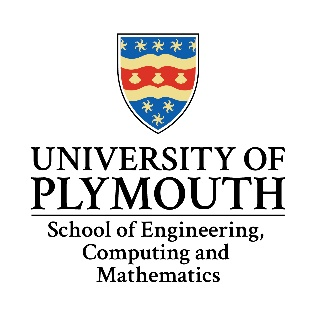 UNIVERSITY OF
PLYMOUTH
School of Engineering,
Computing and
Mathematics